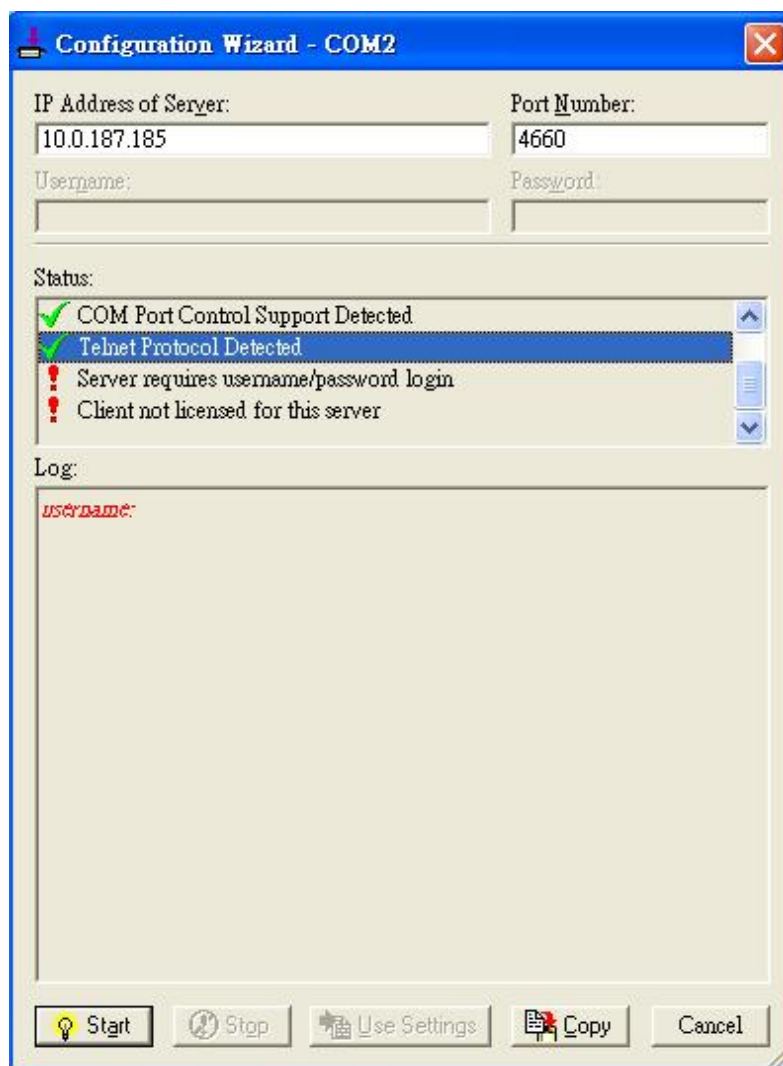 Configuration Wizard - COM2
IP Address of Server: Port Number:
10.0.187.185 4660
Username: Password:
Status:
COM Port Control Support Detected
Telnet Protocol Detected
Server requires username/password login
Client not licensed for this server
Log:
username:
Start Stop Use Settings Copy Cancel